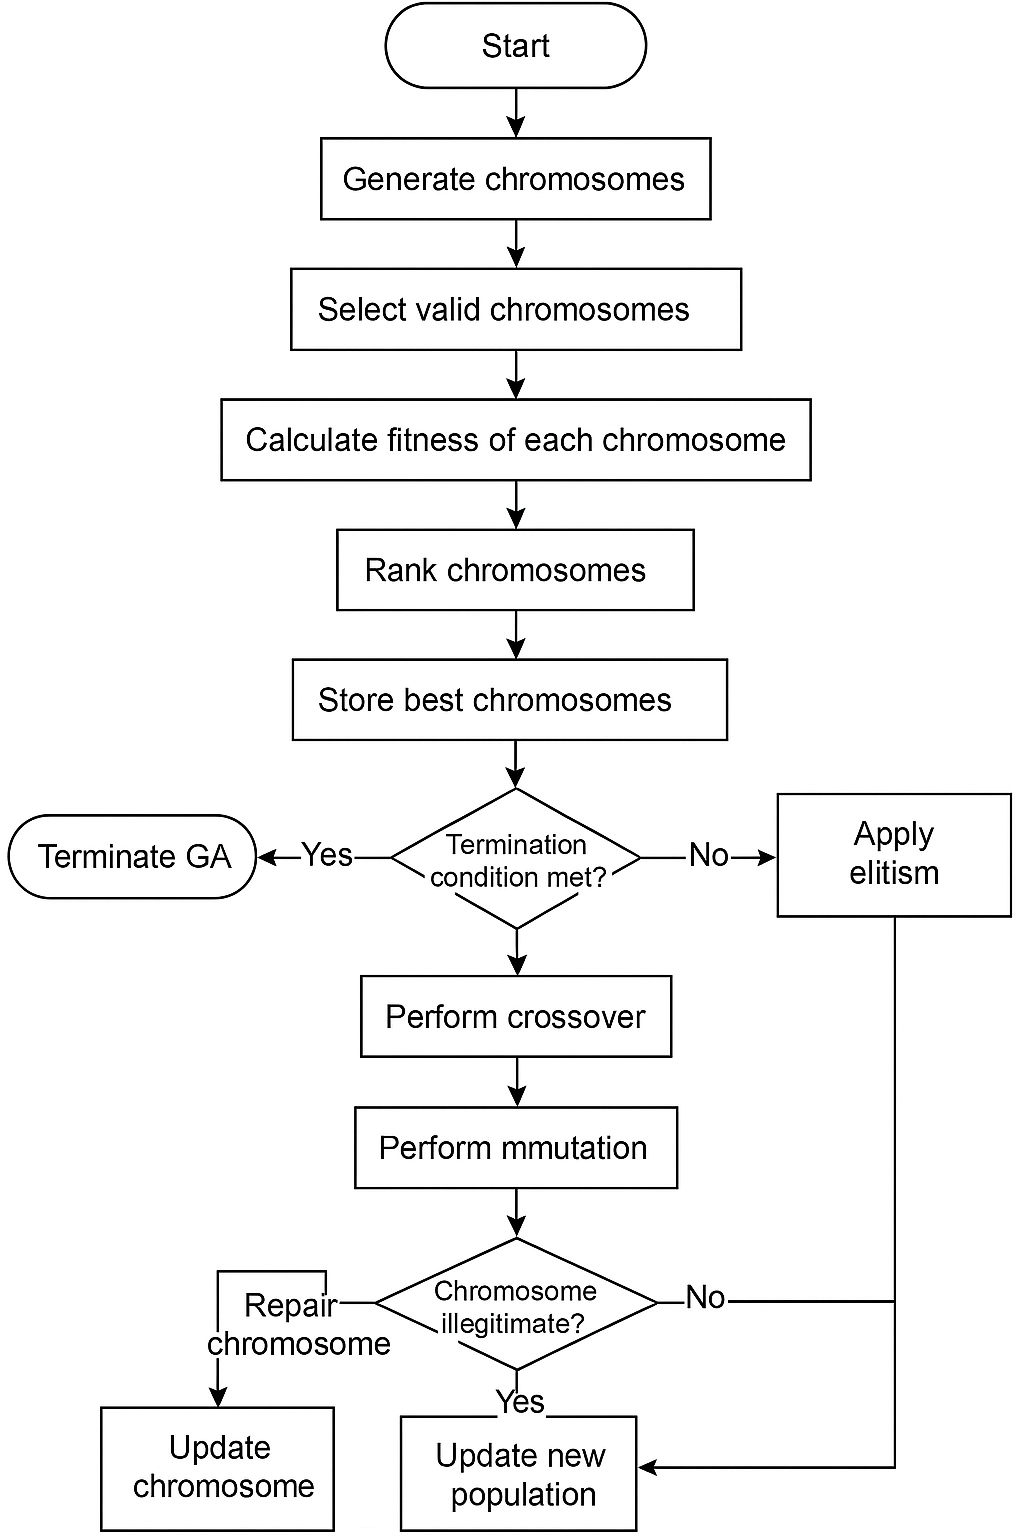 Start
Generate chromosomes
Select valid chromosomes
Calculate fitness of each chromosome
Rank chromosomes
Store best chromosomes
Terminate GA
Yes
Termination
condition met?
No
Apply
elitism
Perform crossover
Perform mmutation
Repair
chromosome
Chromosome
illegitimate?
No
Yes
Update
chromosome
Update new
population